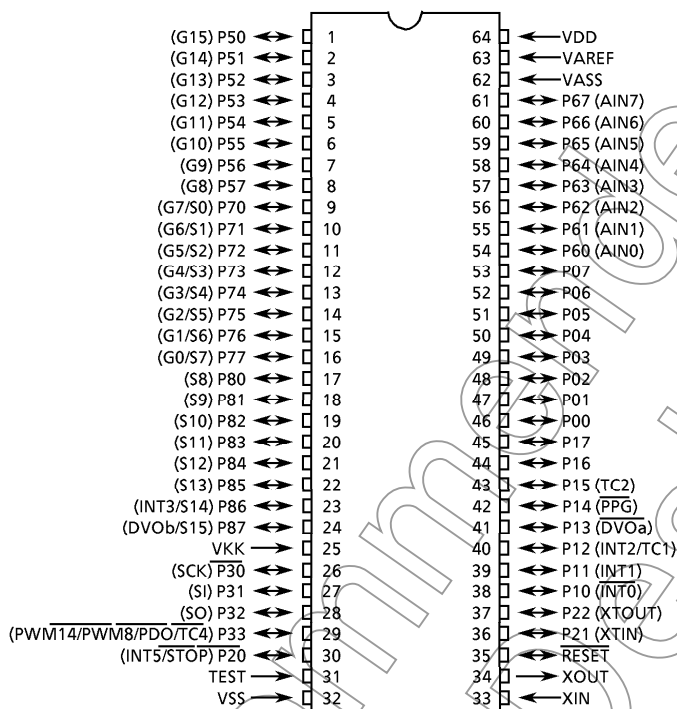 (G15) P50 1 64 VDD
(G14) P51 2 63 VAREF
(G13) P52 3 62 VASS
(G12) P53 4 61 P67 (AIN7)
(G11) P54 5 60 P66 (AIN6)
(G10) P55 6 59 P65 (AIN5)
(G9) P56 7 58 P64 (AIN4)
(G8) P57 8 57 P63 (AIN3)
(G7/S0) P70 9 56 P62 (AIN2)
(G6/S1) P71 10 55 P61 (AIN1)
(G5/S2) P72 11 54 P60 (AIN0)
(G4/S3) P73 12 53 P07
(G3/S4) P74 13 52 P06
(G2/S5) P75 14 51 P05
(G1/S6) P76 15 50 P04
(G0/S7) P77 16 49 P03
(S8) P80 17 48 P02
(S9) P81 18 47 P01
(S10) P82 19 46 P00
(S11) P83 20 45 P17
(S12) P84 21 44 P16
(S13) P85 22 43 P15 (TC2)
(INT3/S14) P86 23 42 P14 (PPG)
(DVOb/S15) P87 24 41 P13 (DVOa)
VKK 25 40 P12 (INT2/TC1)
(SCK) P30 26 39 P11 (INT1)
(SI) P31 27 38 P10 (INT0)
(SO) P32 28 37 P22 (XTOUT)
(PWM14/PWM8/PDO/TC4) P33 29 36 P21 (XTIN)
(INT5/STOP) P20 30 35 RESET
TEST 31 34 XOUT
VSS 32 33 XIN